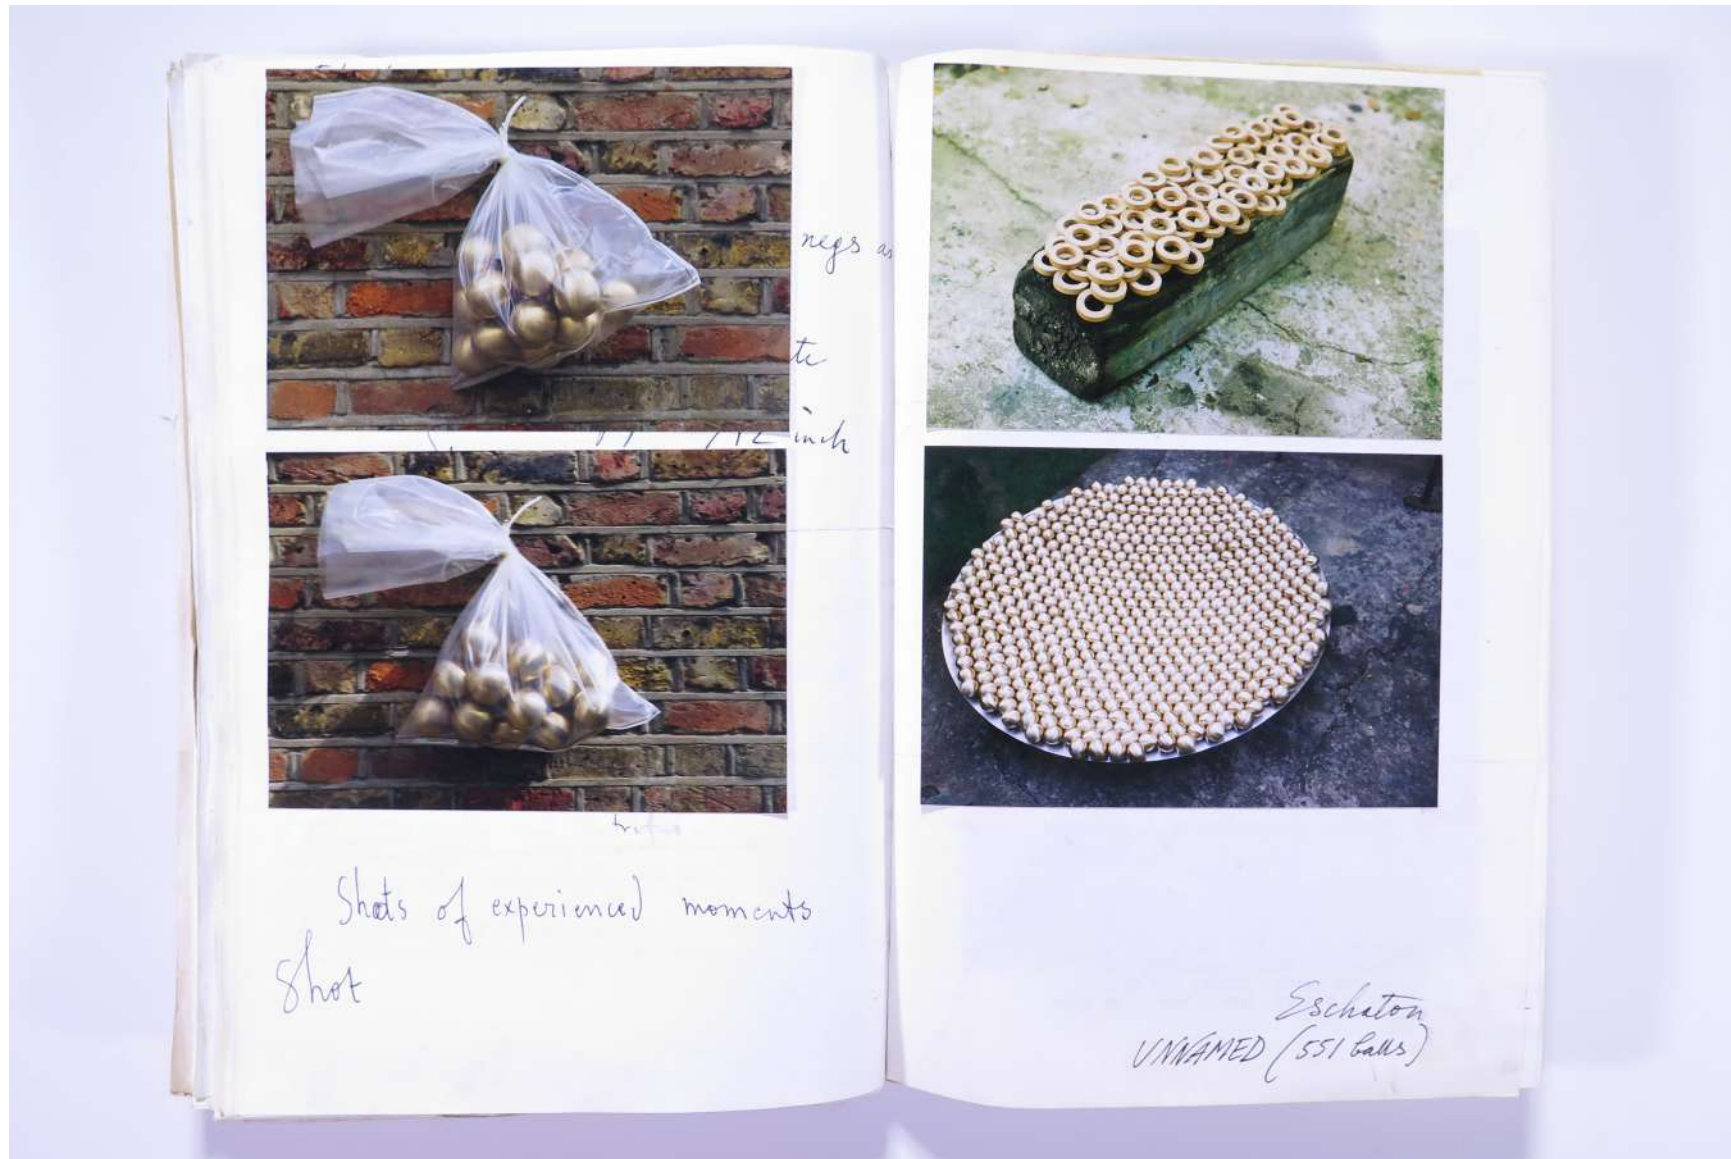 negs
inch
Shots of experienced moments
Shot
Eschaton
UNNAMED (551 balls)